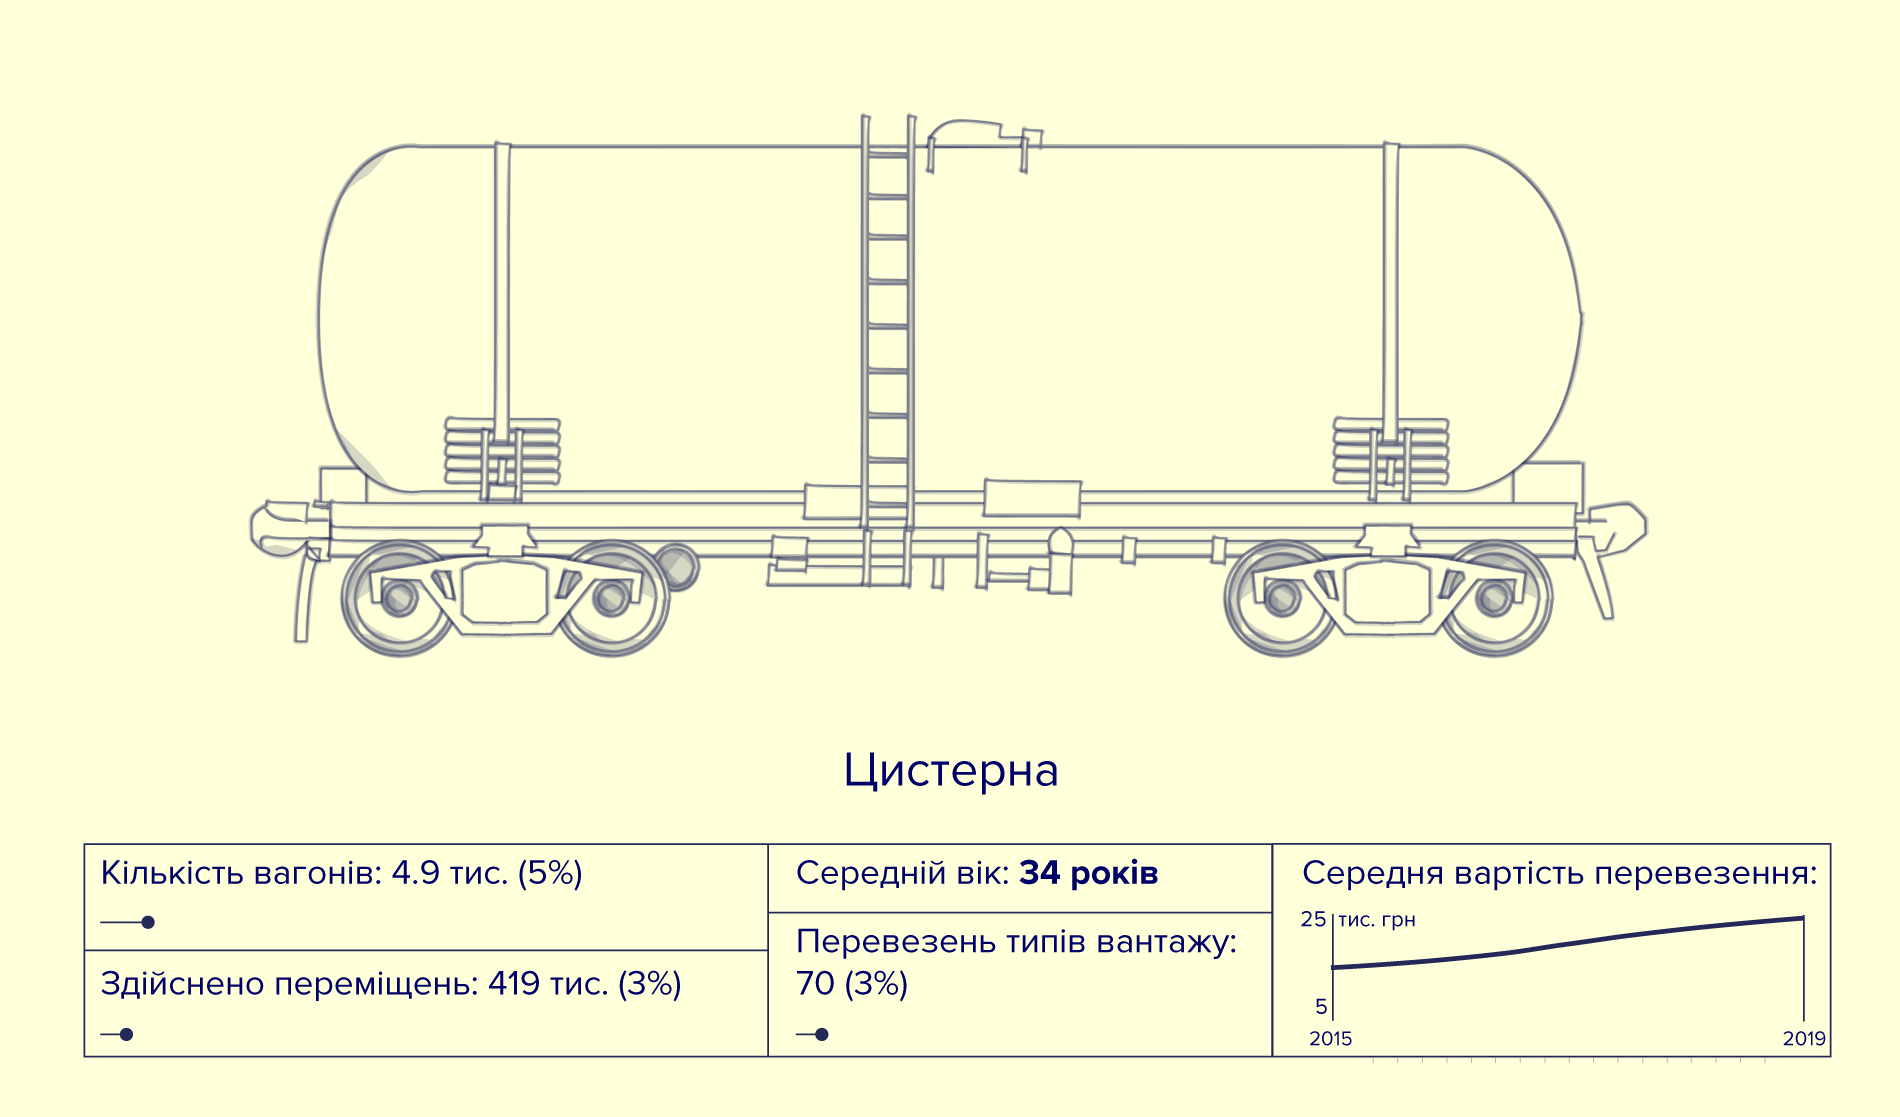 Цистерна
Кількість вагонів: 4.9 тис. (5%)
Здійснено переміщень: 419 тис. (3%)
Середній вік: 34 років
Перевезень типів вантажу:
70 (3%)
Середня вартість перевезення:
25 тис. грн
5
2015 2019